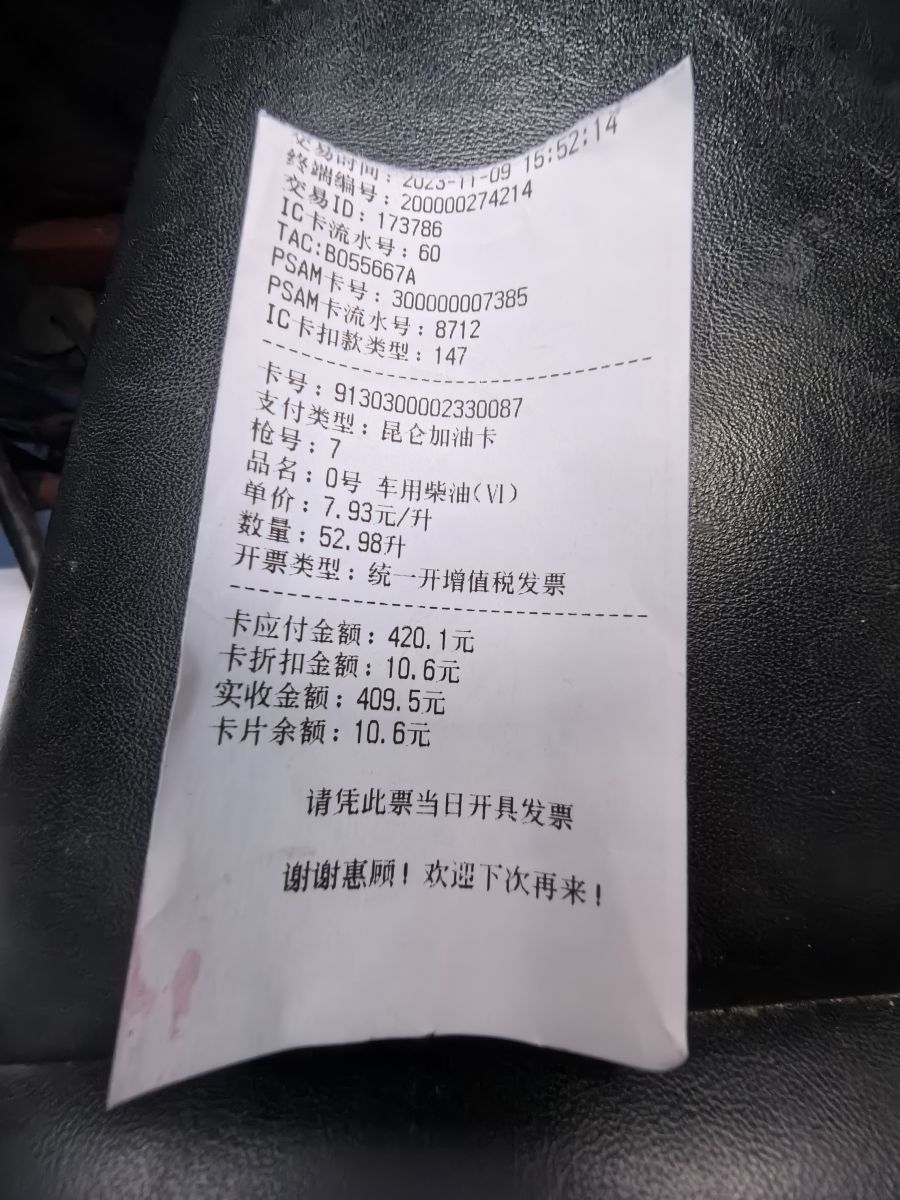 交易时间：2023-11-09 15:52:14
终端编号：200000274214
交易ID：173786
IC卡流水号：60
TAC:B055667A
PSAM卡号：300000007385
PSAM卡流水号：8712
IC卡扣款类型：147
卡号：9130300002330087
支付类型：昆仑加油卡
枪号：7
品名：0号 车用柴油(Ⅵ)
单价：7.93元/升
数量：52.98升
开票类型：统一开增值税发票
卡应付金额：420.1元
卡折扣金额：10.6元
实收金额：409.5元
卡片余额：10.6元
请凭此票当日开具发票
谢谢惠顾！欢迎下次再来！